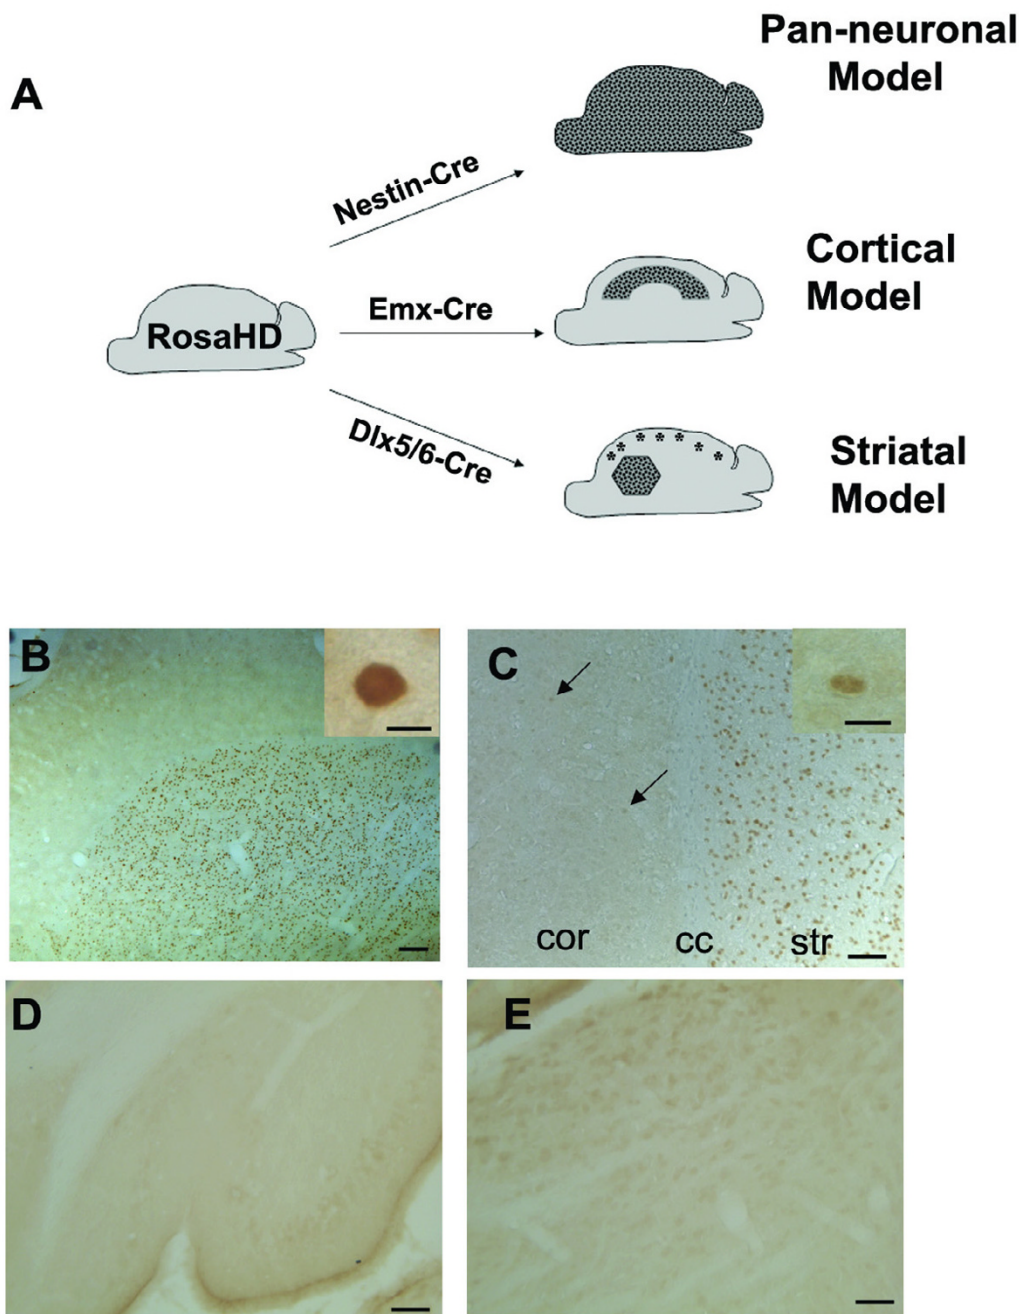 A
Pan-neuronal
Model
Nestin-Cre
Cortical
Model
Emx-Cre
RosaHD
Dlx5/6-Cre
Striatal
Model
B
C
cor cc str
D
E